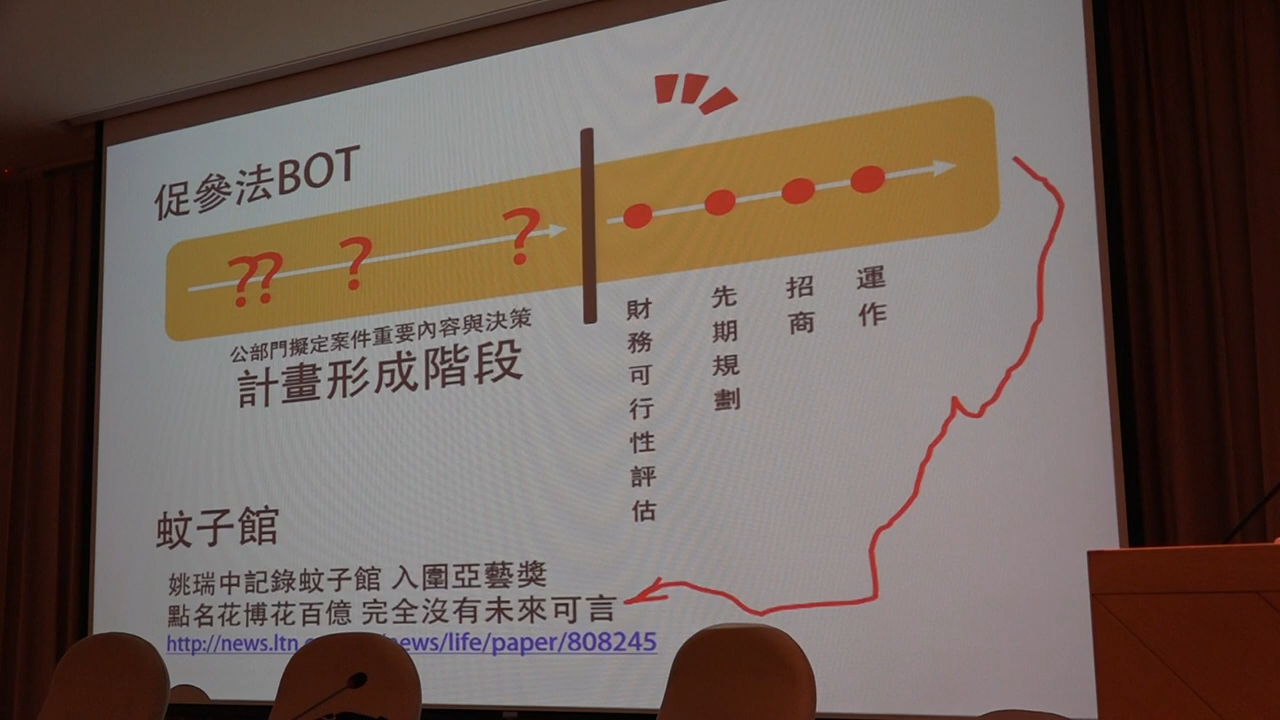 促參法BOT
?? ? ?
公部門擬定案件重要內容與決策
計畫形成階段
財務可行性評估
先期規劃
招商
運作
蚊子館
姚瑞中記錄蚊子館 入圍亞藝獎
點名花博花百億 完全沒有未來可言
http://news.ltn. news/life/paper/808245